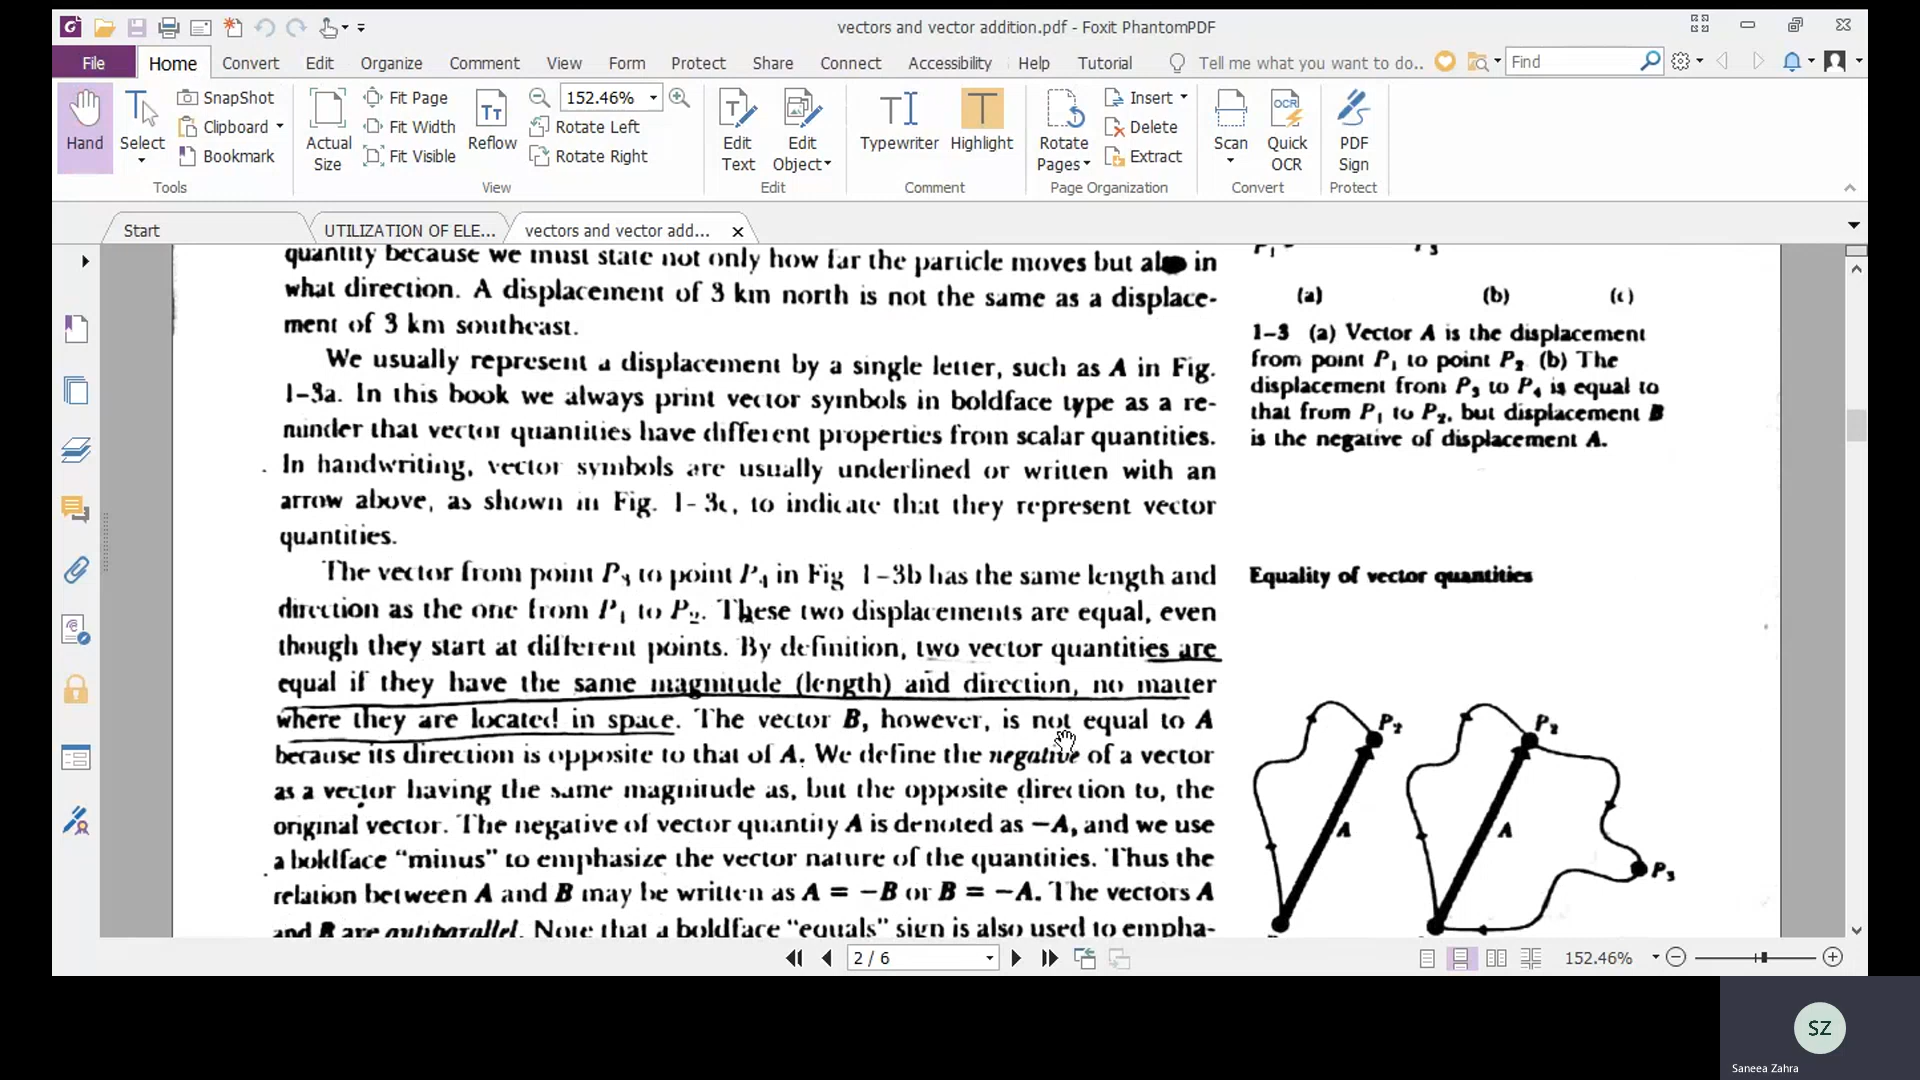 vectors and vector addition.pdf - Foxit PhantomPDF
File Home Convert Edit Organize Comment View Form Protect Share Connect Accessibility Help Tutorial Tell me what you want to do.. Find
Hand
Select
SnapShot
Clipboard
Bookmark
Tools
Actual Size
Fit Page
Fit Width
Fit Visible
Reflow
152.46%
Rotate Left
Rotate Right
View
Edit Text
Edit Object
Edit
Typewriter
Highlight
Comment
Rotate Pages
Insert
Delete
Extract
Page Organization
Scan
Quick OCR
Convert
PDF Sign
Protect
Start
UTILIZATION OF ELE...
vectors and vector add...
quantity because we must state not only how far the particle moves but also in
what direction. A displacement of 3 km north is not the same as a displace-
ment of 3 km southeast.
We usually represent a displacement by a single letter, such as A in Fig.
1-3a. In this book we always print vector symbols in boldface type as a re-
minder that vector quantities have different properties from scalar quantities.
In handwriting, vector symbols are usually underlined or written with an
arrow above, as shown in Fig. 1-3c, to indicate that they represent vector
quantities.
The vector from point P3 to point P4 in Fig 1-3b has the same length and
direction as the one from P1 to P2. These two displacements are equal, even
though they start at different points. By definition, two vector quantities are
equal if they have the same magnitude (length) and direction, no matter
where they are located in space. The vector B, however, is not equal to A
because its direction is opposite to that of A. We define the negative of a vector
as a vector having the same magnitude as, but the opposite direction to, the
original vector. The negative of vector quantity A is denoted as −A, and we use
a boldface "minus" to emphasize the vector nature of the quantities. Thus the
relation between A and B may be written as A = −B or B = −A. The vectors A
and B are antiparallel. Note that a boldface "equals" sign is also used to empha-
P1 P3
(a) (b) (c)
1-3 (a) Vector A is the displacement
from point P1 to point P2 (b) The
displacement from P3 to P4 is equal to
that from P1 to P2, but displacement B
is the negative of displacement A.
Equality of vector quantities
P2 P2
A A
P3
2 / 6
152.46%
SZ
Saneea Zahra